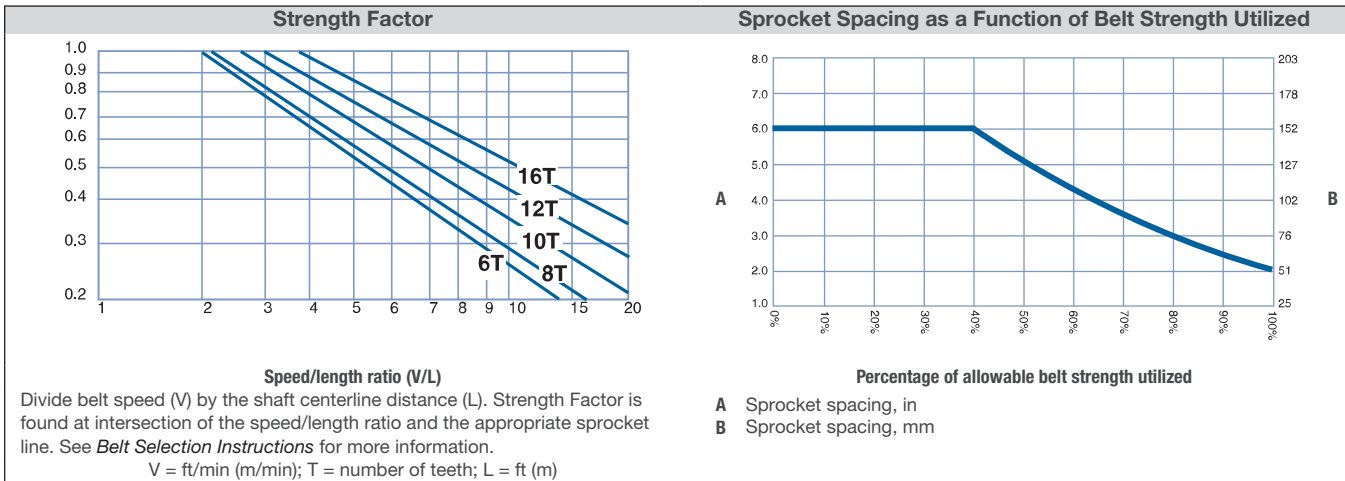 Strength Factor
1.0
0.9
0.8
0.7
0.6
0.5
0.4
0.3
0.2
16T
12T
10T
6T
8T
1 2 3 4 5 6 7 8 9 10 15 20
Speed/length ratio (V/L)
Divide belt speed (V) by the shaft centerline distance (L). Strength Factor is
found at intersection of the speed/length ratio and the appropriate sprocket
line. See Belt Selection Instructions for more information.
V = ft/min (m/min); T = number of teeth; L = ft (m)
Sprocket Spacing as a Function of Belt Strength Utilized
8.0 203
7.0 178
6.0 152
5.0 127
A 4.0 102 B
3.0 76
2.0 51
1.0 25
0% 10% 20% 30% 40% 50% 60% 70% 80% 90% 100%
Percentage of allowable belt strength utilized
A Sprocket spacing, in
B Sprocket spacing, mm